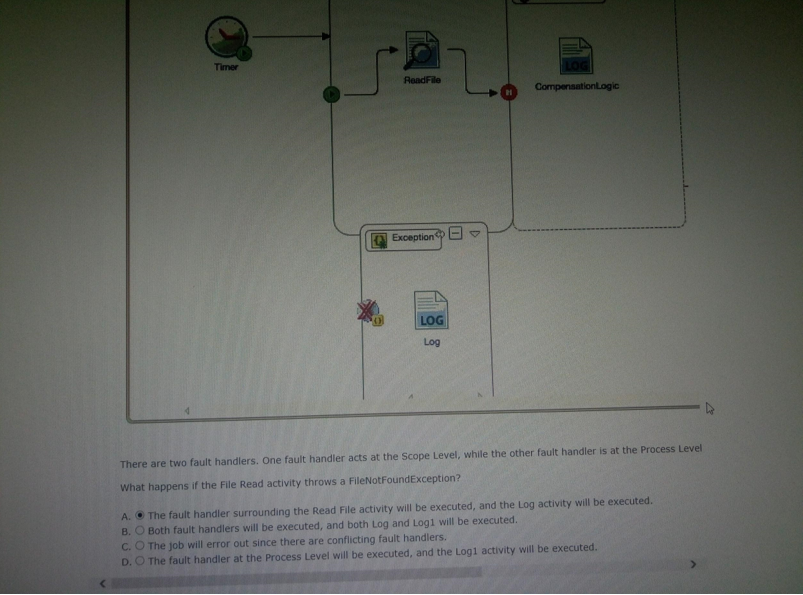 Timer
ReadFile
LOG
CompensationLogic
Exception
LOG
Log
There are two fault handlers. One fault handler acts at the Scope Level, while the other fault handler is at the Process Level
What happens if the File Read activity throws a FileNotFoundException?
A. The fault handler surrounding the Read File activity will be executed, and the Log activity will be executed.
B. Both fault handlers will be executed, and both Log and Log1 will be executed.
C. The job will error out since there are conflicting fault handlers.
D. The fault handler at the Process Level will be executed, and the Log1 activity will be executed.